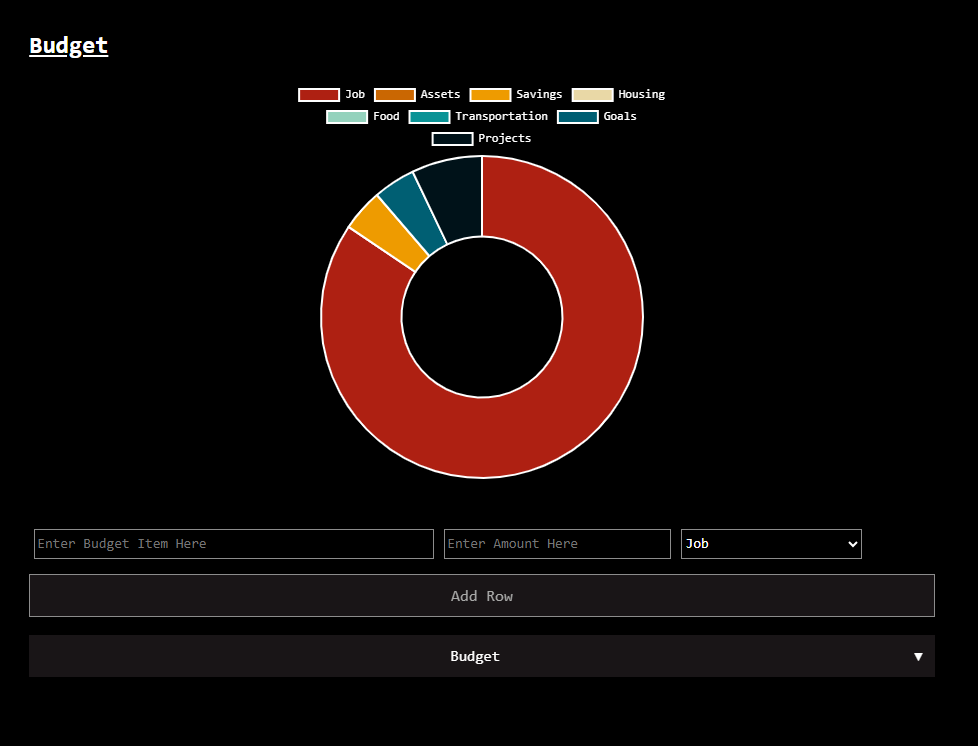 Budget
Job Assets Savings Housing
Food Transportation Goals
Projects
Enter Budget Item Here Enter Amount Here Job
Add Row
Budget ▼